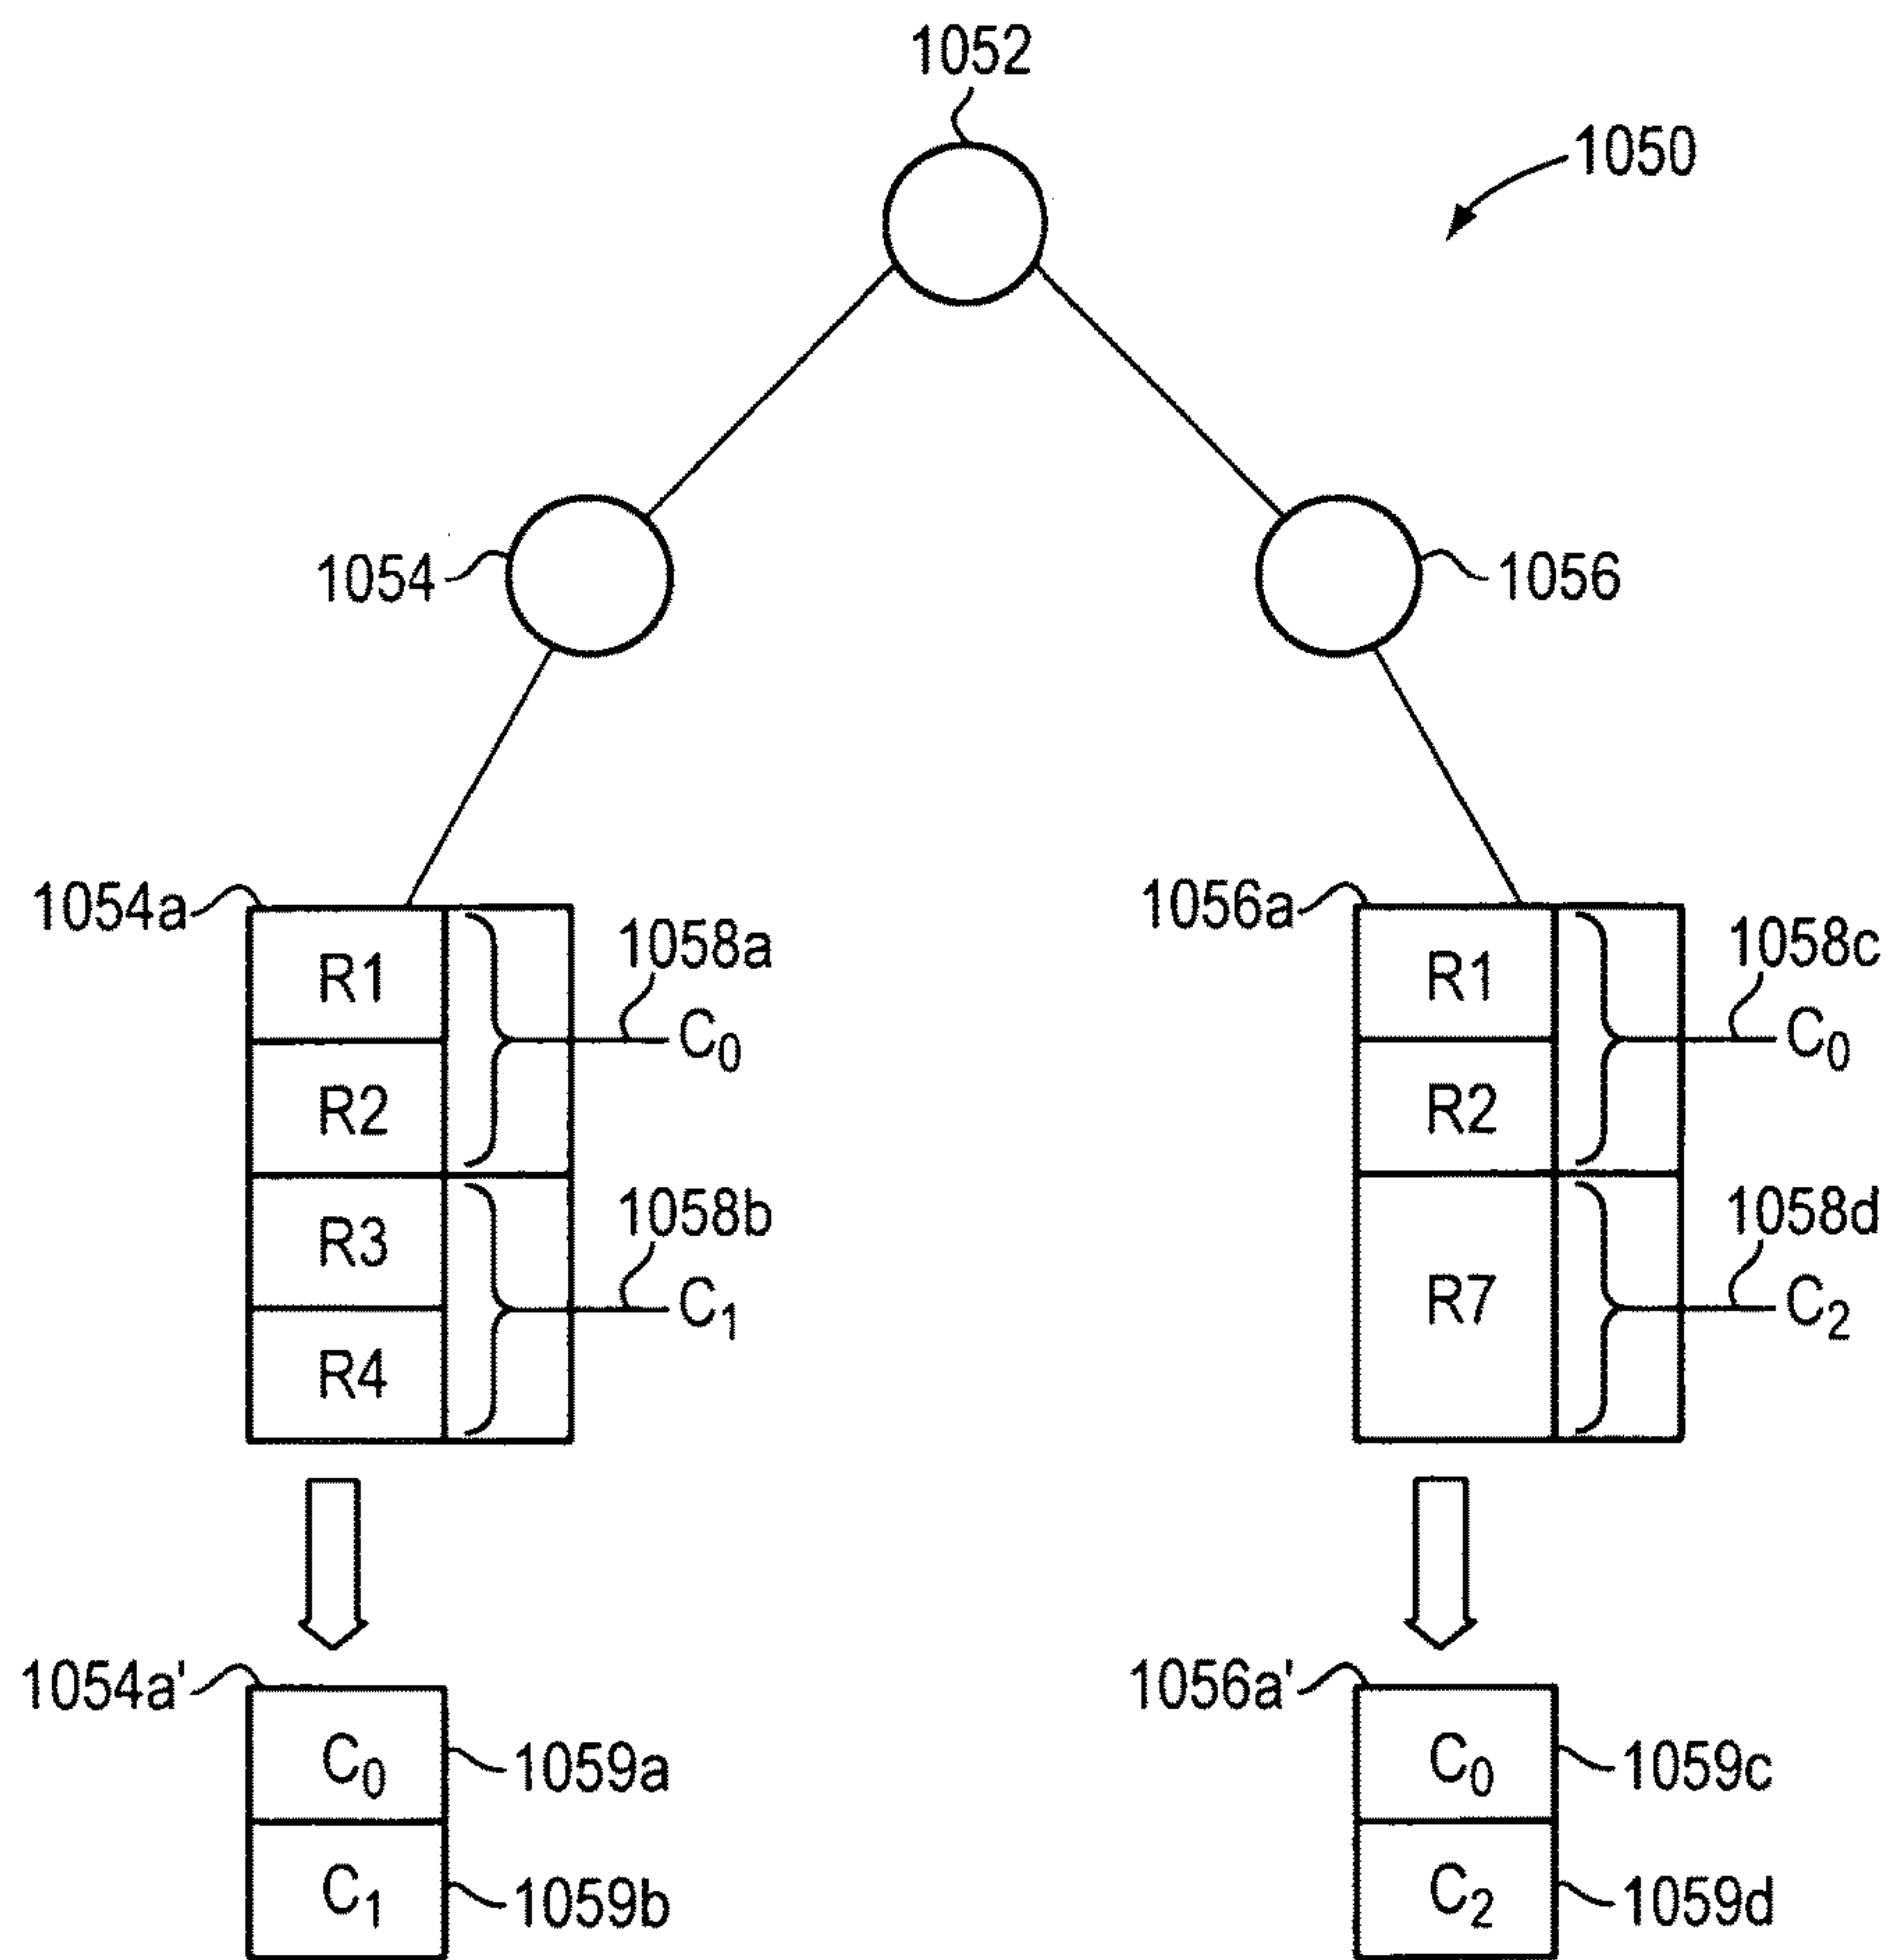 1052
1050
1054
1056
1054a
1058a
1056a
1058c
R1
C₀
R1
C₀
R2
R2
1058b
1058d
R3
C₁
R7
C₂
R4
1054a'
1056a'
C₀
1059a
C₀
1059c
C₁
1059b
C₂
1059d